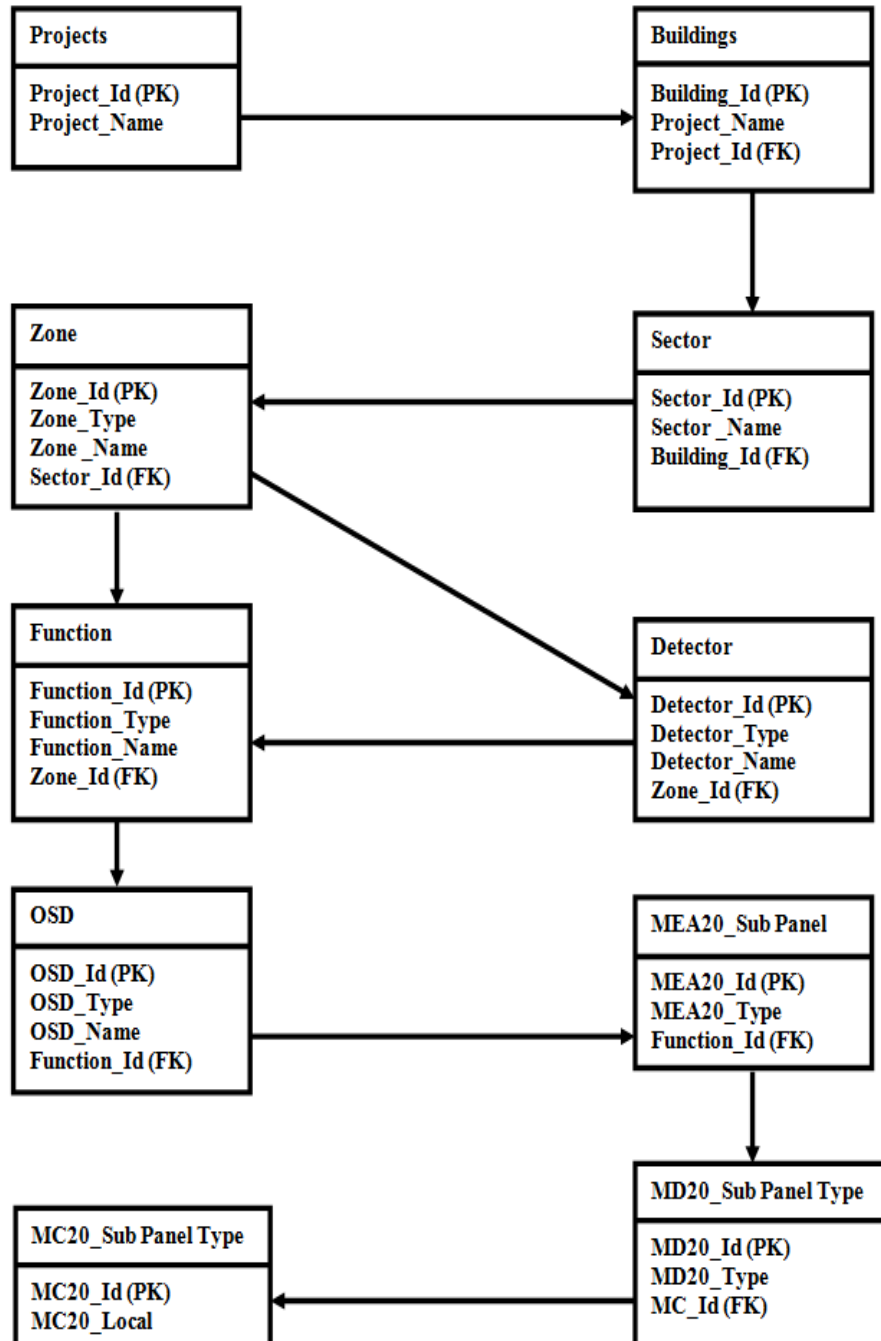 Projects
Project_Id (PK)
Project_Name
Buildings
Building_Id (PK)
Project_Name
Project_Id (FK)
Zone
Zone_Id (PK)
Zone_Type
Zone _Name
Sector_Id (FK)
Sector
Sector_Id (PK)
Sector _Name
Building_Id (FK)
Function
Function_Id (PK)
Function_Type
Function_Name
Zone_Id (FK)
Detector
Detector_Id (PK)
Detector_Type
Detector_Name
Zone_Id (FK)
OSD
OSD_Id (PK)
OSD_Type
OSD_Name
Function_Id (FK)
MEA20_Sub Panel
MEA20_Id (PK)
MEA20_Type
Function_Id (FK)
MC20_Sub Panel Type
MC20_Id (PK)
MC20_Local
MD20_Sub Panel Type
MD20_Id (PK)
MD20_Type
MC_Id (FK)